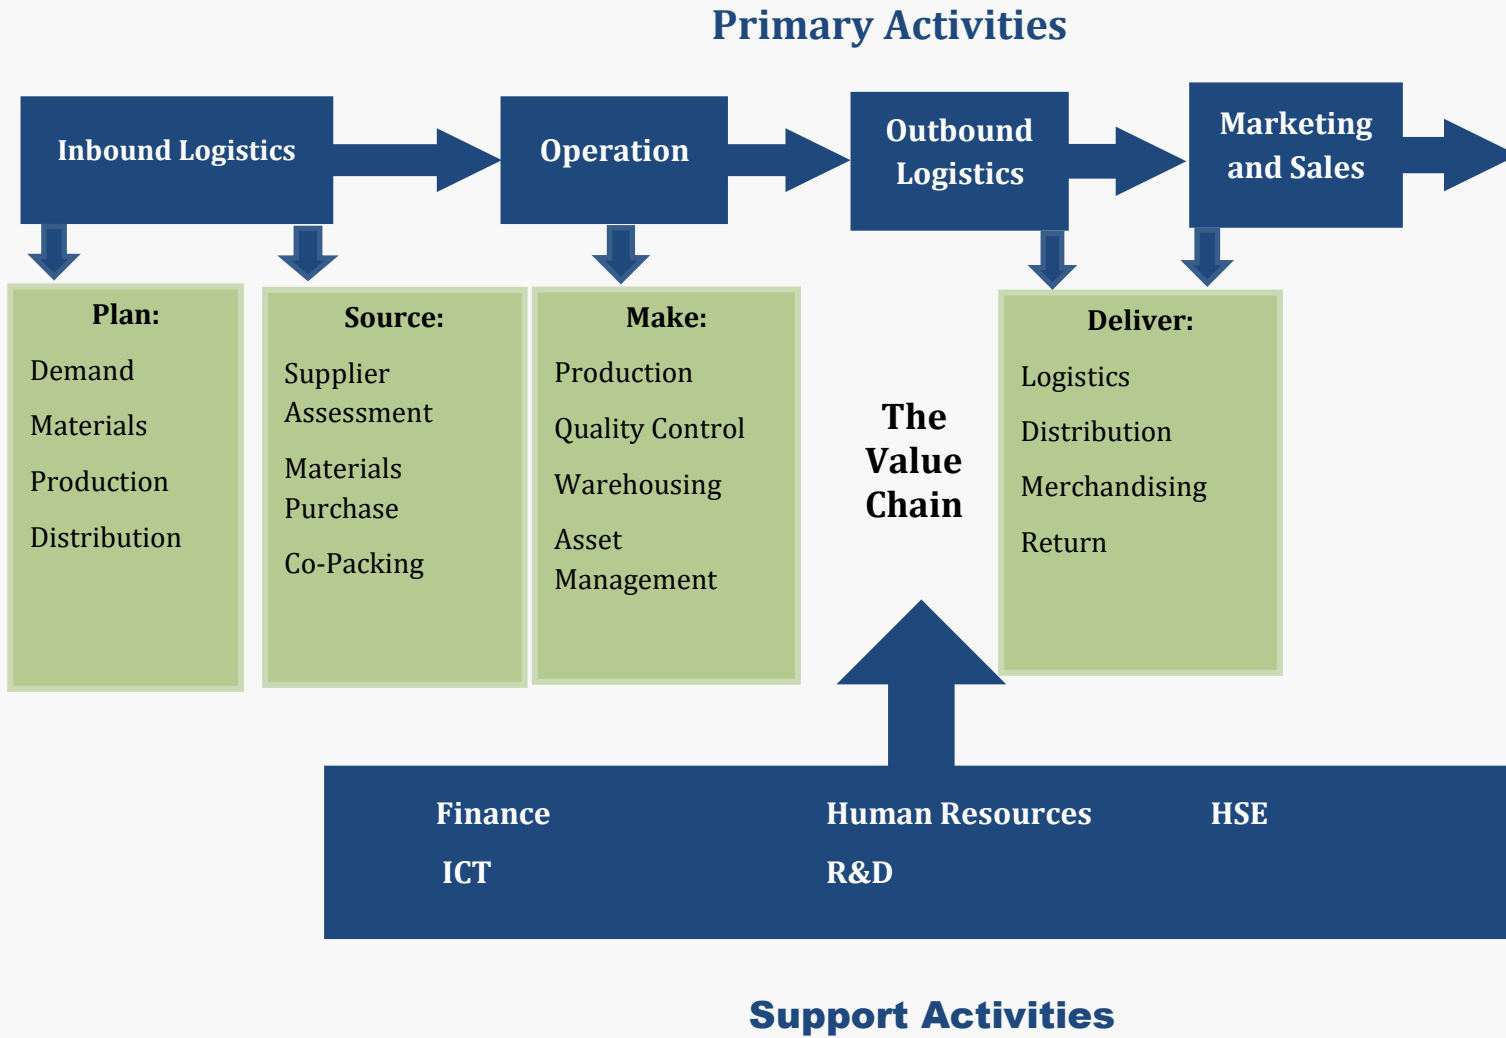 Primary Activities
Inbound Logistics
Operation
Outbound
Logistics
Marketing
and Sales
Plan:
Demand
Materials
Production
Distribution
Source:
Supplier
Assessment
Materials
Purchase
Co-Packing
Make:
Production
Quality Control
Warehousing
Asset
Management
The
Value
Chain
Deliver:
Logistics
Distribution
Merchandising
Return
Finance
Human Resources
HSE
ICT
R&D
Support Activities